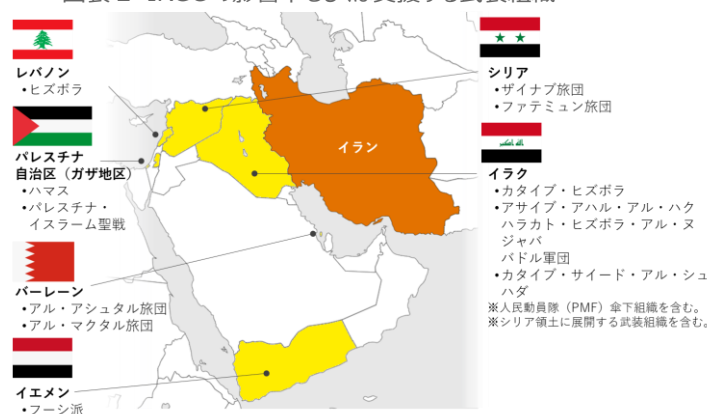 レバノン
•ヒズボラ
パレスチナ
自治区（ガザ地区）
•ハマス
•パレスチナ・
イスラーム聖戦
バーレーン
•アル・アシュタル旅団
•アル・マクタル旅団
イエメン
•フーシ派
イラン
シリア
•ザイナブ旅団
•ファテミュン旅団
イラク
•カタイブ・ヒズボラ
•アサイブ・アハル・アル・ハク
ハラカト・ヒズボラ・アル・ヌ
ジャバ
バドル軍団
•カタイブ・サイード・アル・シュ
ハダ
※人民動員隊（PMF）傘下組織を含む。
※シリア領土に展開する武装組織を含む。